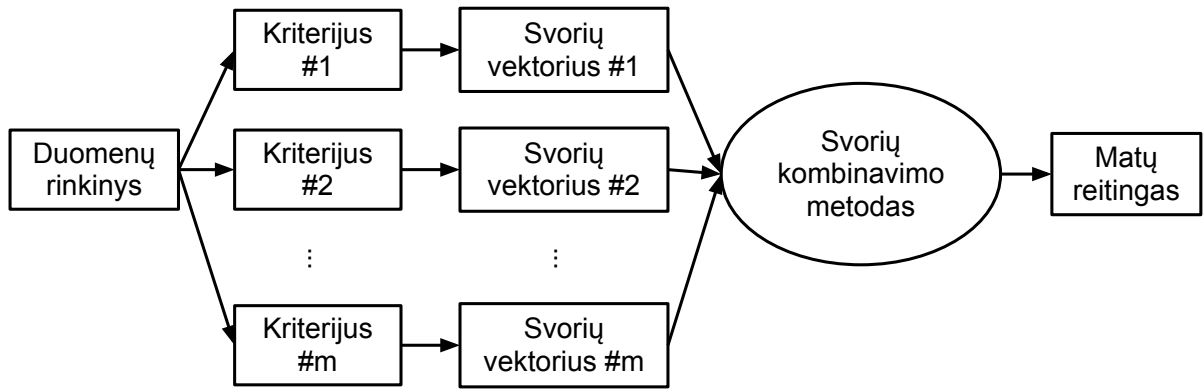 Duomenų
rinkinys
Kriterijus
#1
Svorių
vektorius #1
Kriterijus
#2
Svorių
vektorius #2
...
...
Kriterijus
#m
Svorių
vektorius #m
Svorių
kombinavimo
metodas
Matų
reitingas